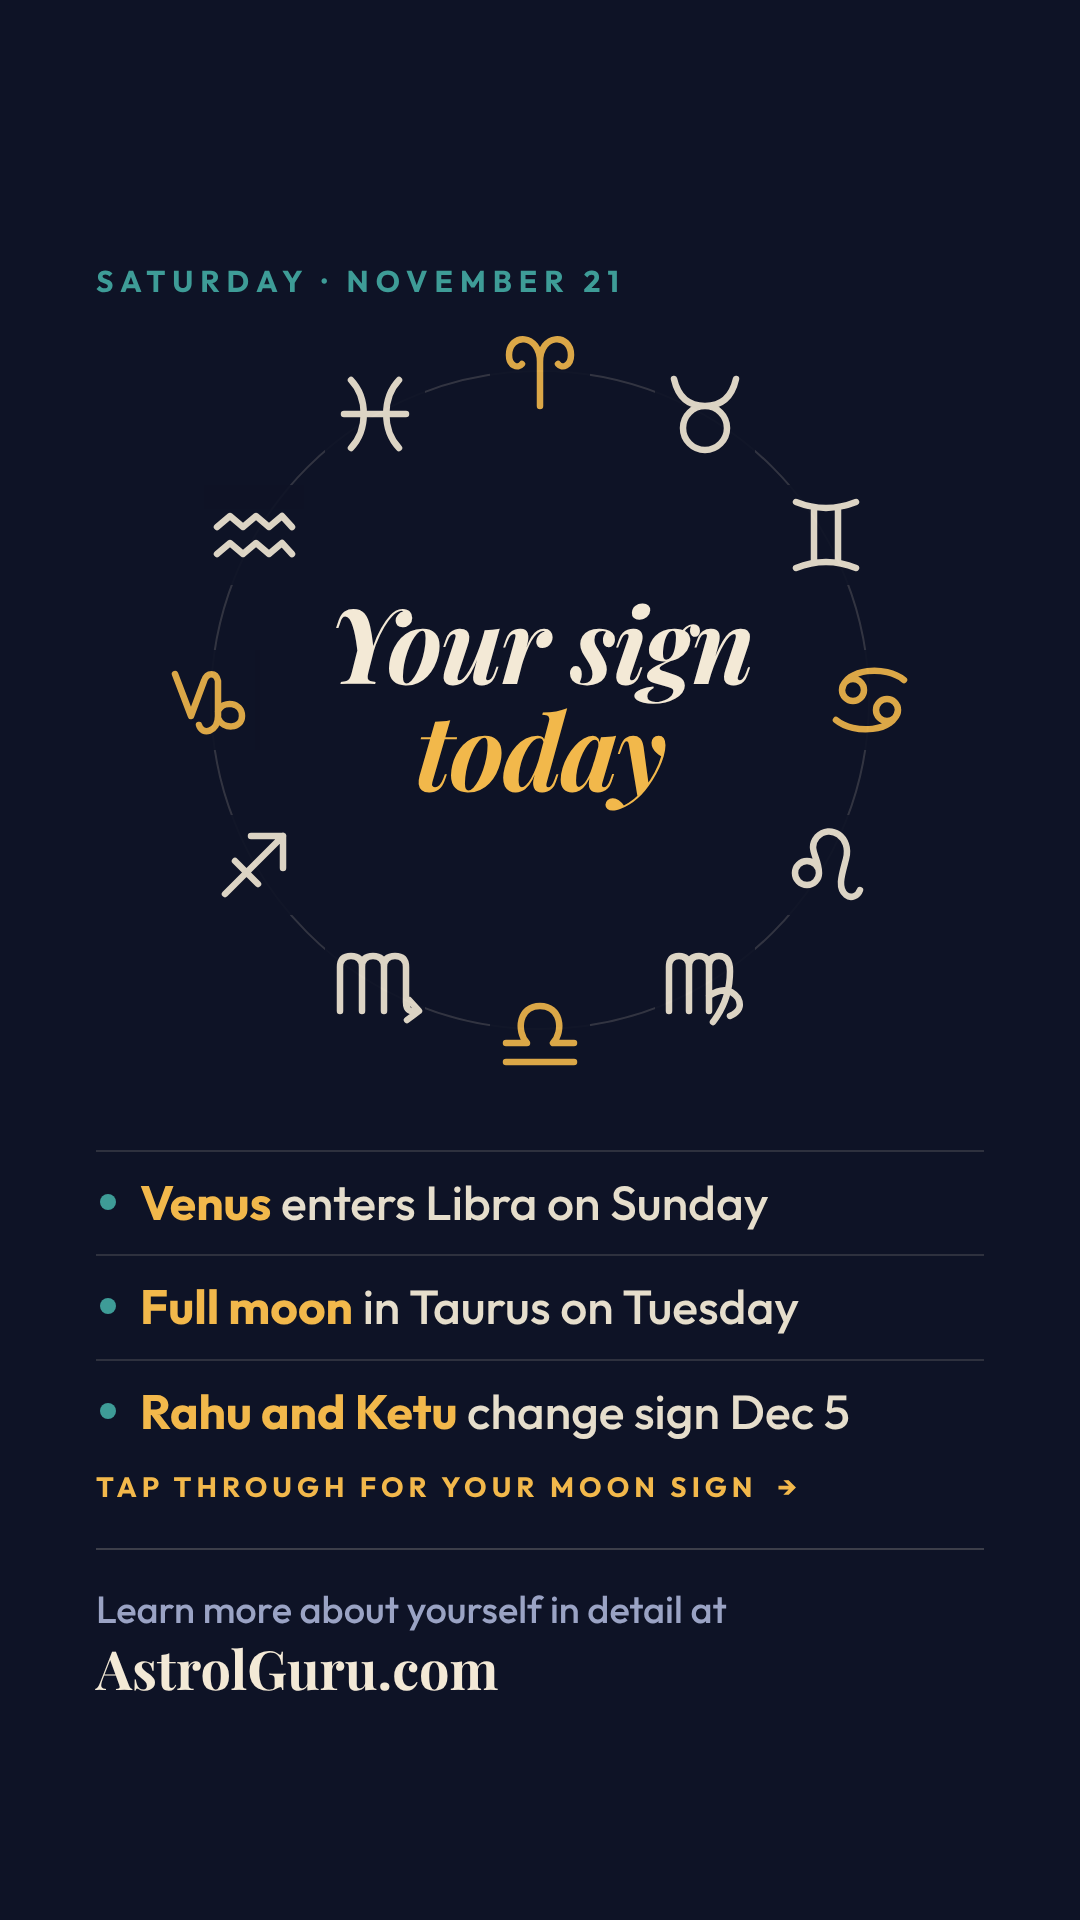 SATURDAY · NOVEMBER 21
Your sign
today
Venus enters Libra on Sunday
Full moon in Taurus on Tuesday
Rahu and Ketu change sign Dec 5
TAP THROUGH FOR YOUR MOON SIGN →
Learn more about yourself in detail at
AstrolGuru.com